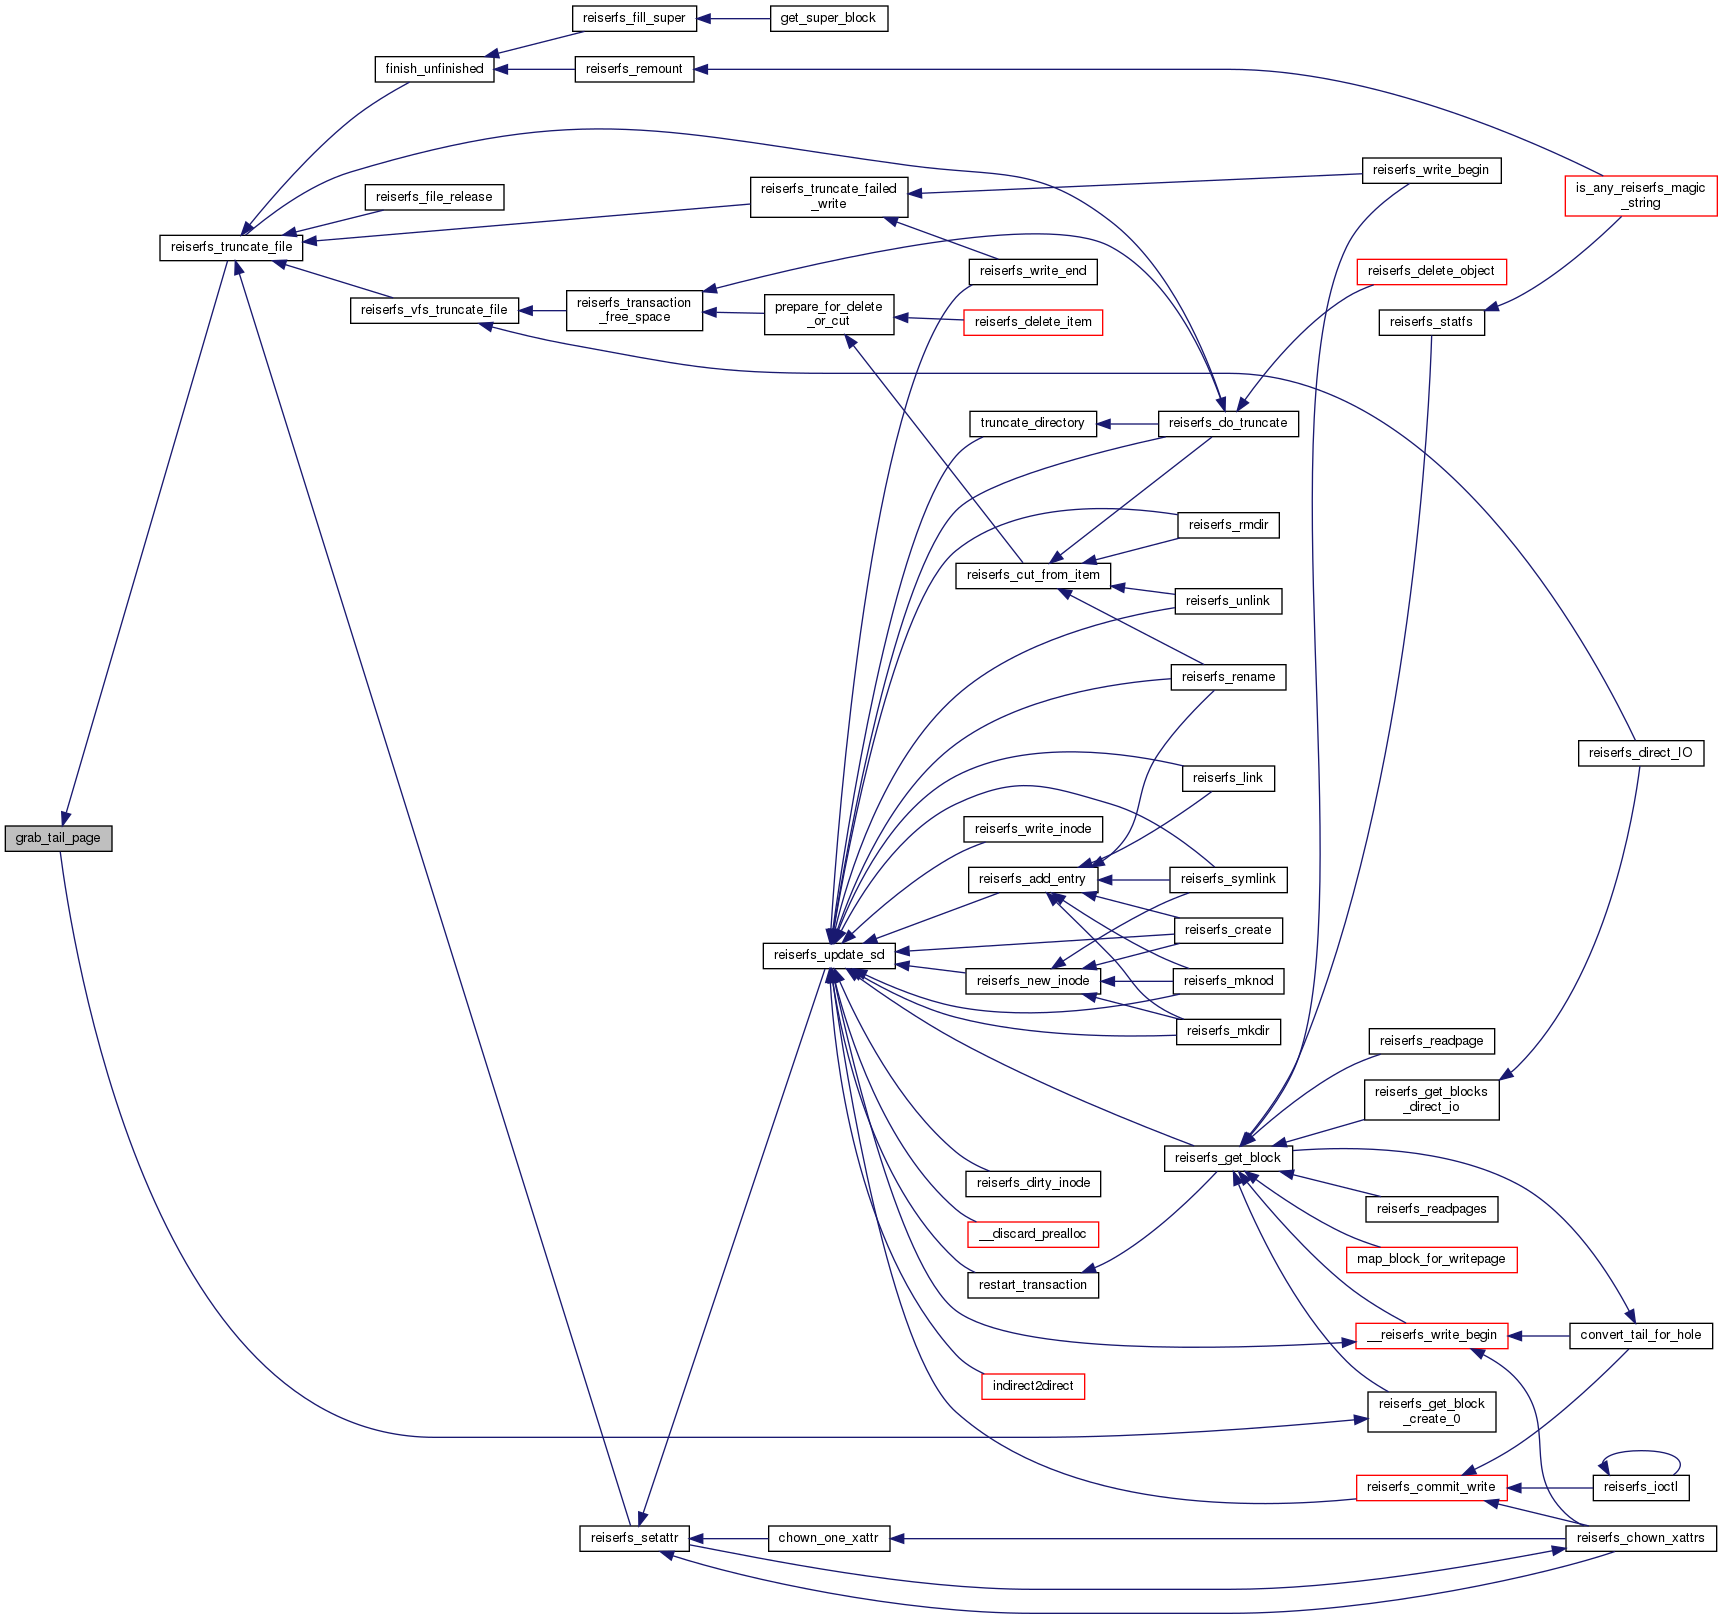 reiserfs_fill_super
get_super_block
finish_unfinished
reiserfs_remount
reiserfs_write_begin
is_any_reiserfs_magic
_string
reiserfs_truncate_failed
_write
reiserfs_file_release
reiserfs_truncate_file
reiserfs_write_end
reiserfs_delete_object
reiserfs_vfs_truncate_file
reiserfs_transaction
_free_space
prepare_for_delete
_or_cut
reiserfs_delete_item
reiserfs_statfs
truncate_directory
reiserfs_do_truncate
reiserfs_rmdir
reiserfs_cut_from_item
reiserfs_unlink
reiserfs_rename
reiserfs_direct_IO
reiserfs_link
grab_tail_page
reiserfs_write_inode
reiserfs_add_entry
reiserfs_symlink
reiserfs_create
reiserfs_update_sd
reiserfs_new_inode
reiserfs_mknod
reiserfs_mkdir
reiserfs_readpage
reiserfs_get_blocks
_direct_io
reiserfs_get_block
reiserfs_dirty_inode
reiserfs_readpages
__discard_prealloc
map_block_for_writepage
restart_transaction
__reiserfs_write_begin
convert_tail_for_hole
indirect2direct
reiserfs_get_block
_create_0
reiserfs_commit_write
reiserfs_ioctl
reiserfs_setattr
chown_one_xattr
reiserfs_chown_xattrs